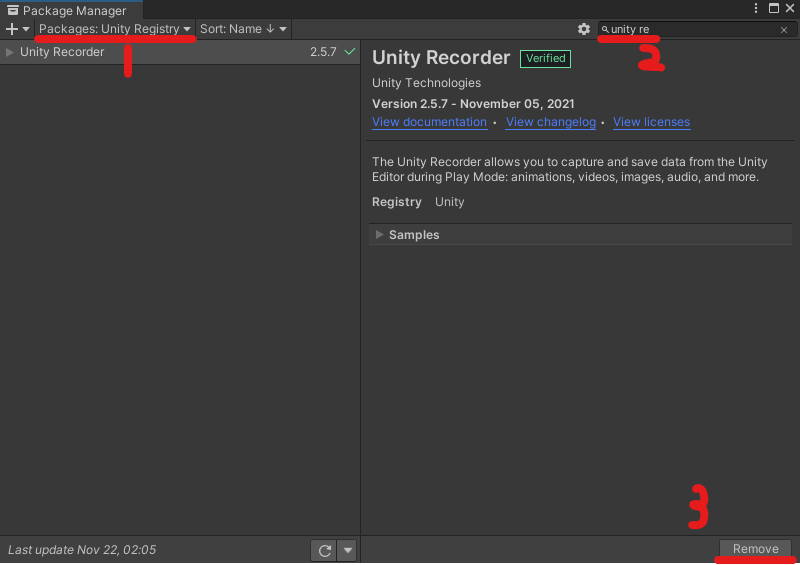 Package Manager
Packages: Unity Registry Sort: Name ↓ unity re
1 2
Unity Recorder 2.5.7
Unity Recorder Verified
Unity Technologies
Version 2.5.7 - November 05, 2021
View documentation • View changelog • View licenses
The Unity Recorder allows you to capture and save data from the Unity
Editor during Play Mode: animations, videos, images, audio, and more.
Registry Unity
Samples
3
Last update Nov 22, 02:05
Remove